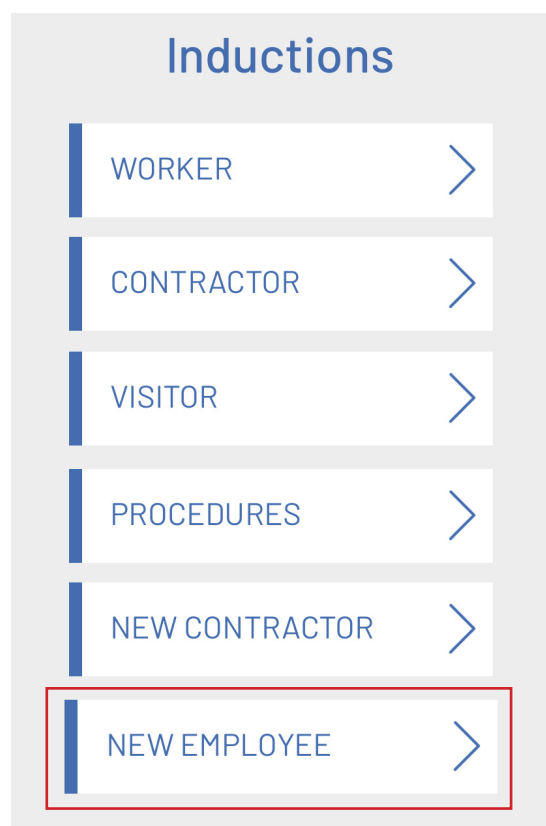 Inductions
WORKER
CONTRACTOR
VISITOR
PROCEDURES
NEW CONTRACTOR
NEW EMPLOYEE